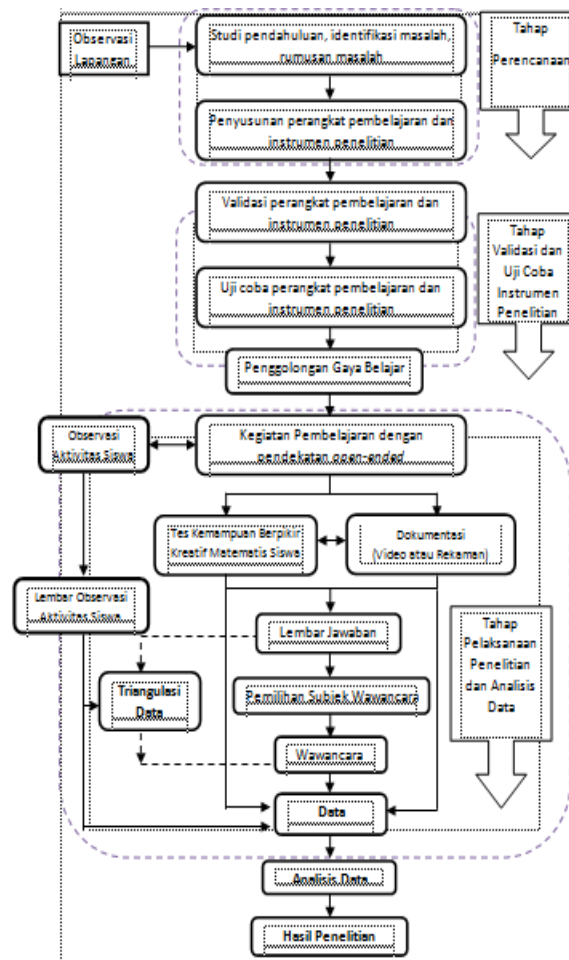 Observasi
Lapangan
Studi pendahuluan, identifikasi masalah,
rumusan masalah
Tahap
Perencanaan
Penyusunan perangkat pembelajaran dan
instrumen penelitian
Validasi perangkat pembelajaran dan
instrumen penelitian
Tahap
Validasi dan
Uji Coba
Instrumen
Penelitian
Uji coba perangkat pembelajaran dan
instrumen penelitian
Penggolongan Gaya Belajar
Observasi
Aktivitas Siswa
Kegiatan Pembelajaran dengan
pendekatan open-ended
Tes Kemampuan Berpikir
Kreatif Matematis Siswa
Dokumentasi
(Video atau Rekaman)
Lembar Observasi
Aktivitas Siswa
Lembar Jawaban
Tahap
Pelaksanaan
Penelitian
dan Analisis
Data
Triangulasi
Data
Pemilihan Subjek Wawancara
Wawancara
Data
Analisis Data
Hasil Penelitian